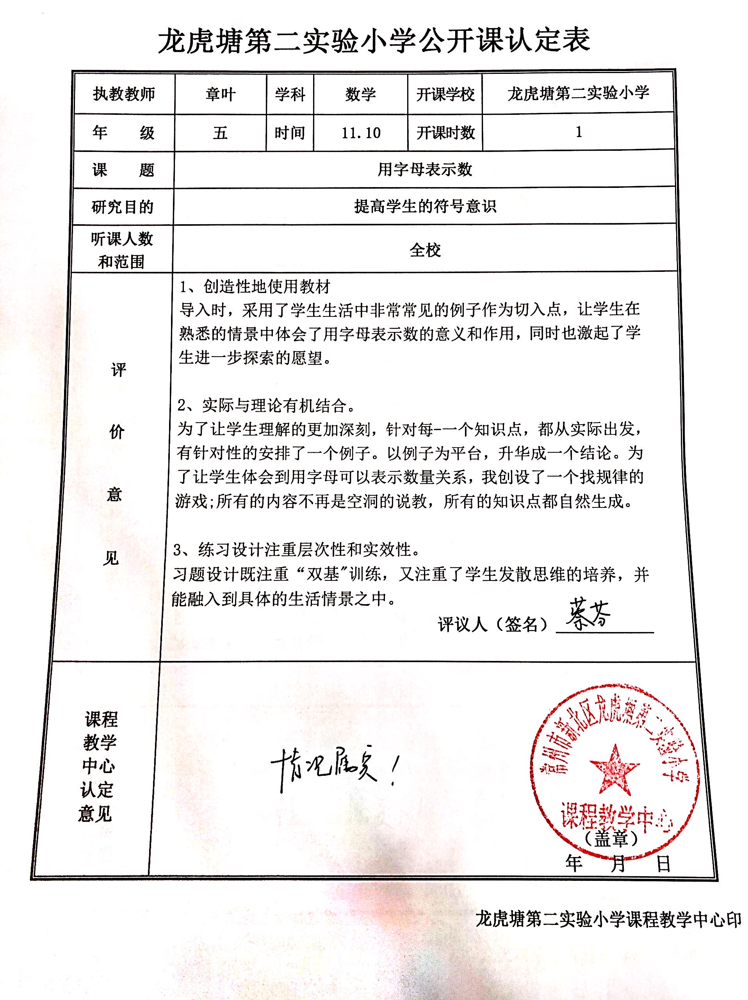 龙虎塘第二实验小学公开课认定表
执教教师 章叶 学科 数学 开课学校 龙虎塘第二实验小学
年 级 五 时间 11.10 开课时数 1
课 题 用字母表示数
研究目的 提高学生的符号意识
听课人数
和范围 全校
评价意见
1、创造性地使用教材
导入时，采用了学生生活中非常常见的例子作为切入点，让学生在
熟悉的情景中体会了用字母表示数的意义和作用，同时也激起了学
生进一步探索的愿望。
2、实际与理论有机结合。
为了让学生理解的更加深刻，针对每-一个知识点，都从实际出发，
有针对性的安排了一个例子。以例子为平台，升华成一个结论。为
了让学生体会到用字母可以表示数量关系，我创设了一个找规律的
游戏;所有的内容不再是空洞的说教，所有的知识点都自然生成。
3、练习设计注重层次性和实效性。
习题设计既注重“双基"训练，又注重了学生发散思维的培养，并
能融入到具体的生活情景之中。
评议人（签名）蔡芬
课程
教学
中心
认定
意见
情况属实！
常州市新北区龙虎塘第二实验小学
课程教学中心
（盖章）
年 月 日
龙虎塘第二实验小学课程教学中心印